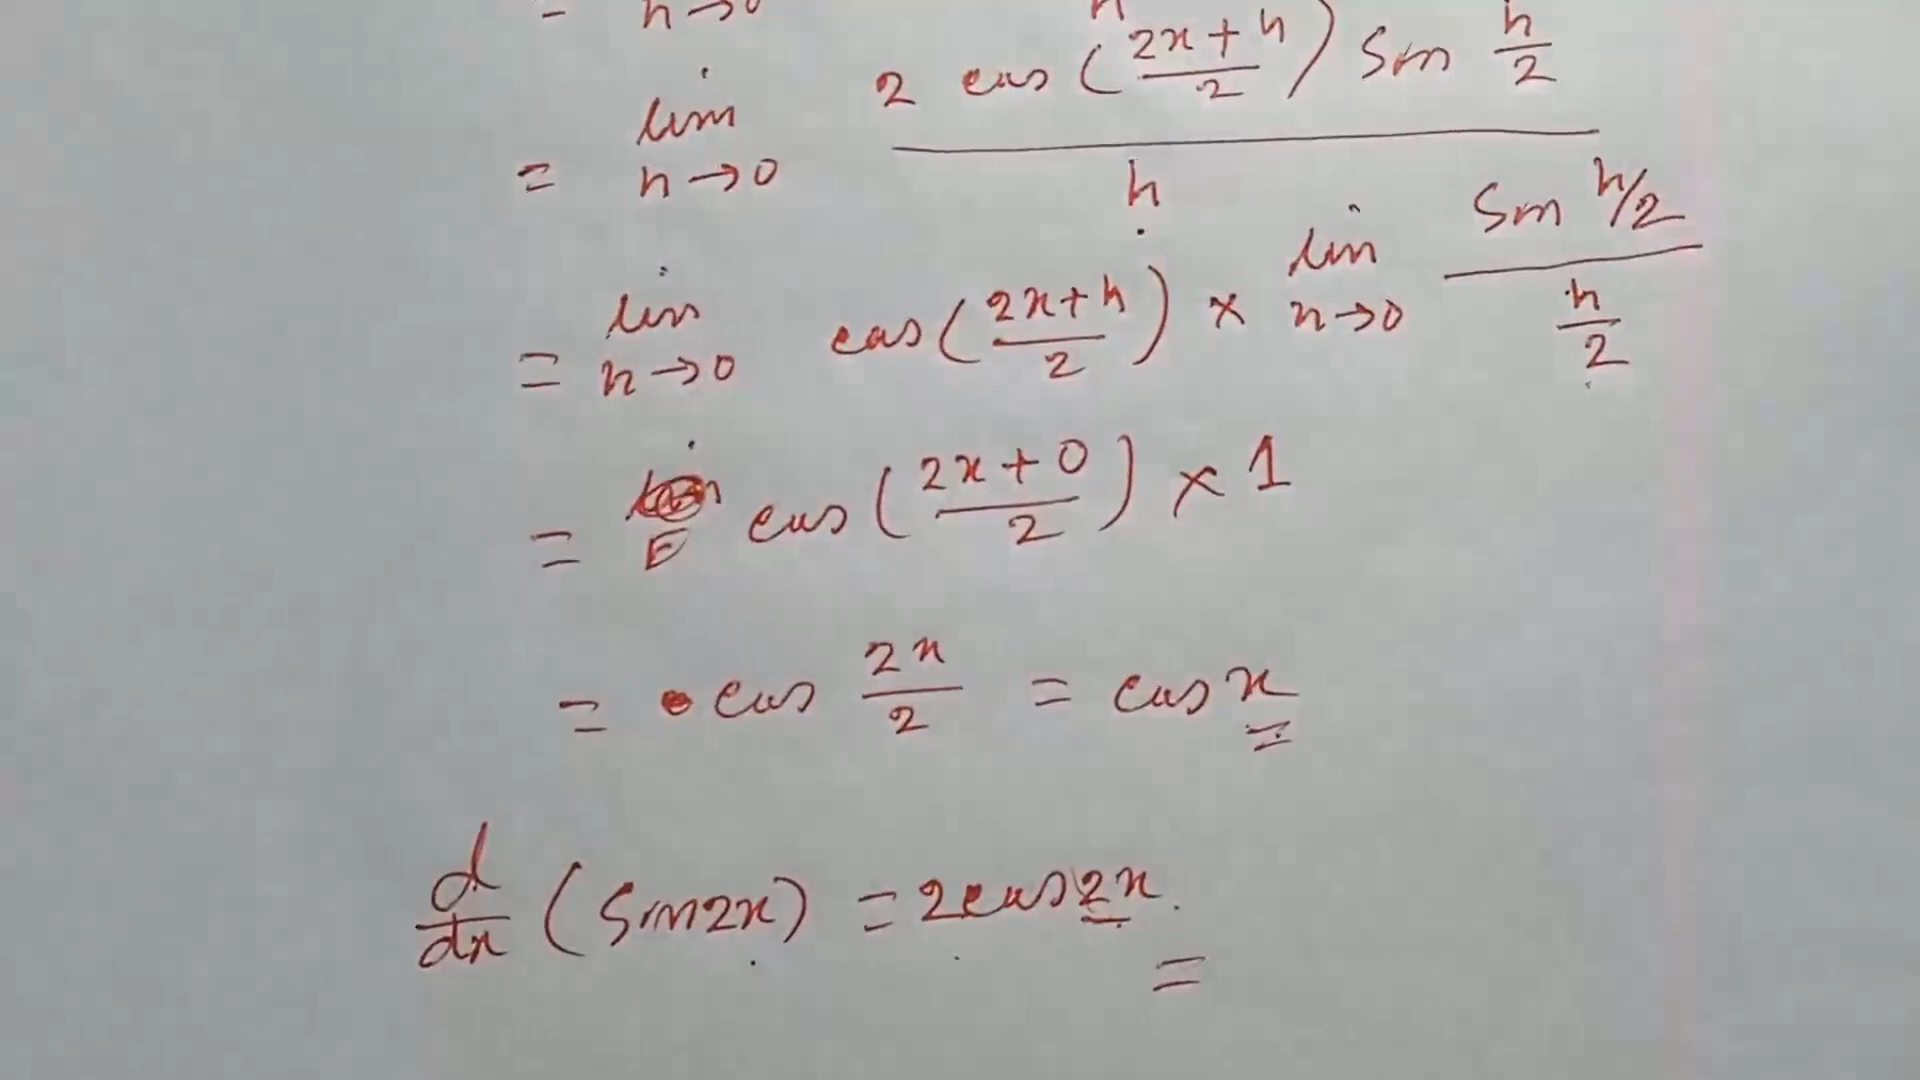 = h→0 h
= lim h→0 2 cos (2x+h/2) Sin h/2 / h
= lim h→0 cos (2x+h/2) × lim h→0 Sin h/2 / h/2
= cos (2x+0/2) × 1
= cos 2x/2 = cos x
d/dx (Sin2x) = 2cos2x.